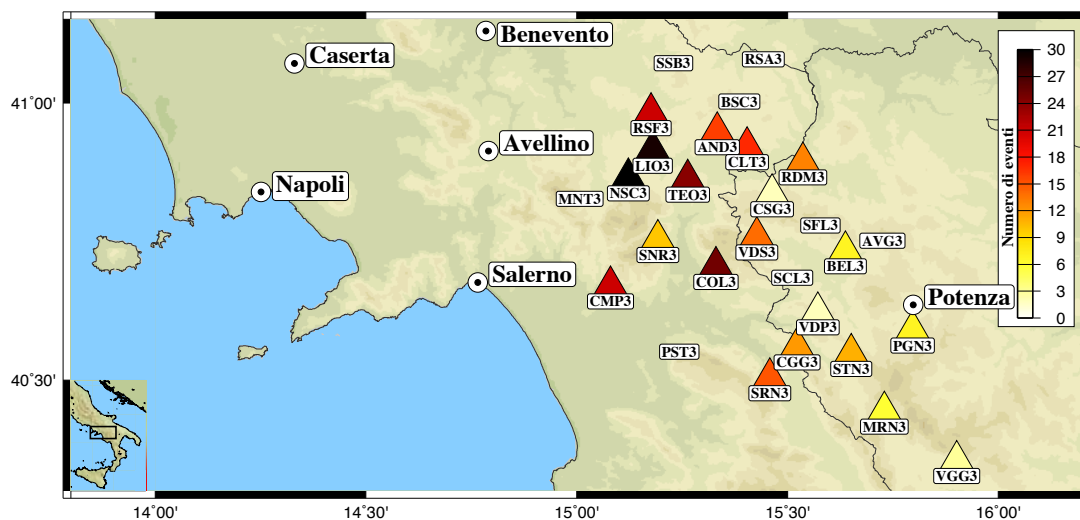 Benevento
Caserta
SSB3
RSA3
30
27
24
21
18
15
12
9
6
3
0
Numero di eventi
41°00'
BSC3
RSF3
AND3
Avellino
LIO3
CLT3
RDM3
Napoli
MNT3
NSC3
TEO3
CSG3
SFL3
SNR3
VDS3
AVG3
BEL3
Salerno
COL3
SCL3
CMP3
Potenza
VDP3
PGN3
PST3
CGG3
STN3
40°30'
SRN3
MRN3
VGG3
14°00'
14°30'
15°00'
15°30'
16°00'